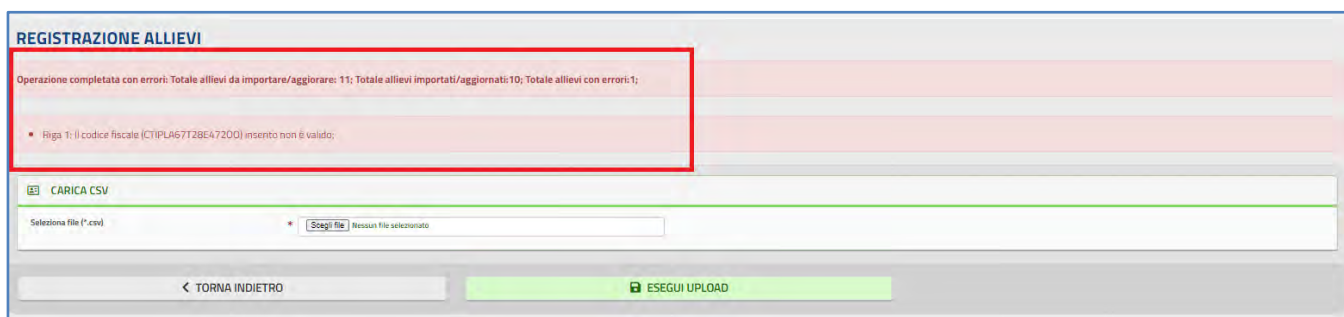 REGISTRAZIONE ALLIEVI
Operazione completata con errori: Totale allievi da importare/aggiorare: 11; Totale allievi importati/aggiornati:10; Totale allievi con errori:1;
Riga 1: Il codice fiscale (CTIPLA67T28E472OO) inserito non è valido;
CARICA CSV
Seleziona file (*.csv) * Scegli file Nessun file selezionato
TORNA INDIETRO ESEGUI UPLOAD